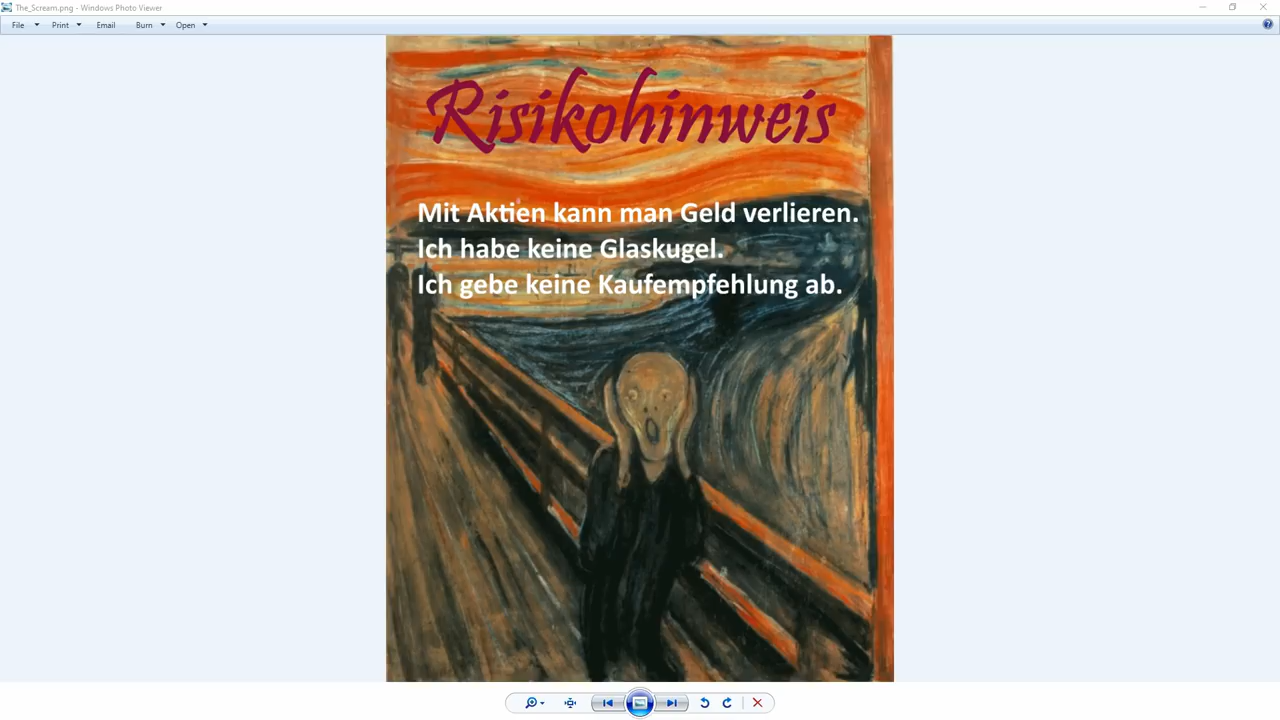 The_Scream.png - Windows Photo Viewer
File Print Email Burn Open
Risikohinweis
Mit Aktien kann man Geld verlieren.
Ich habe keine Glaskugel.
Ich gebe keine Kaufempfehlung ab.